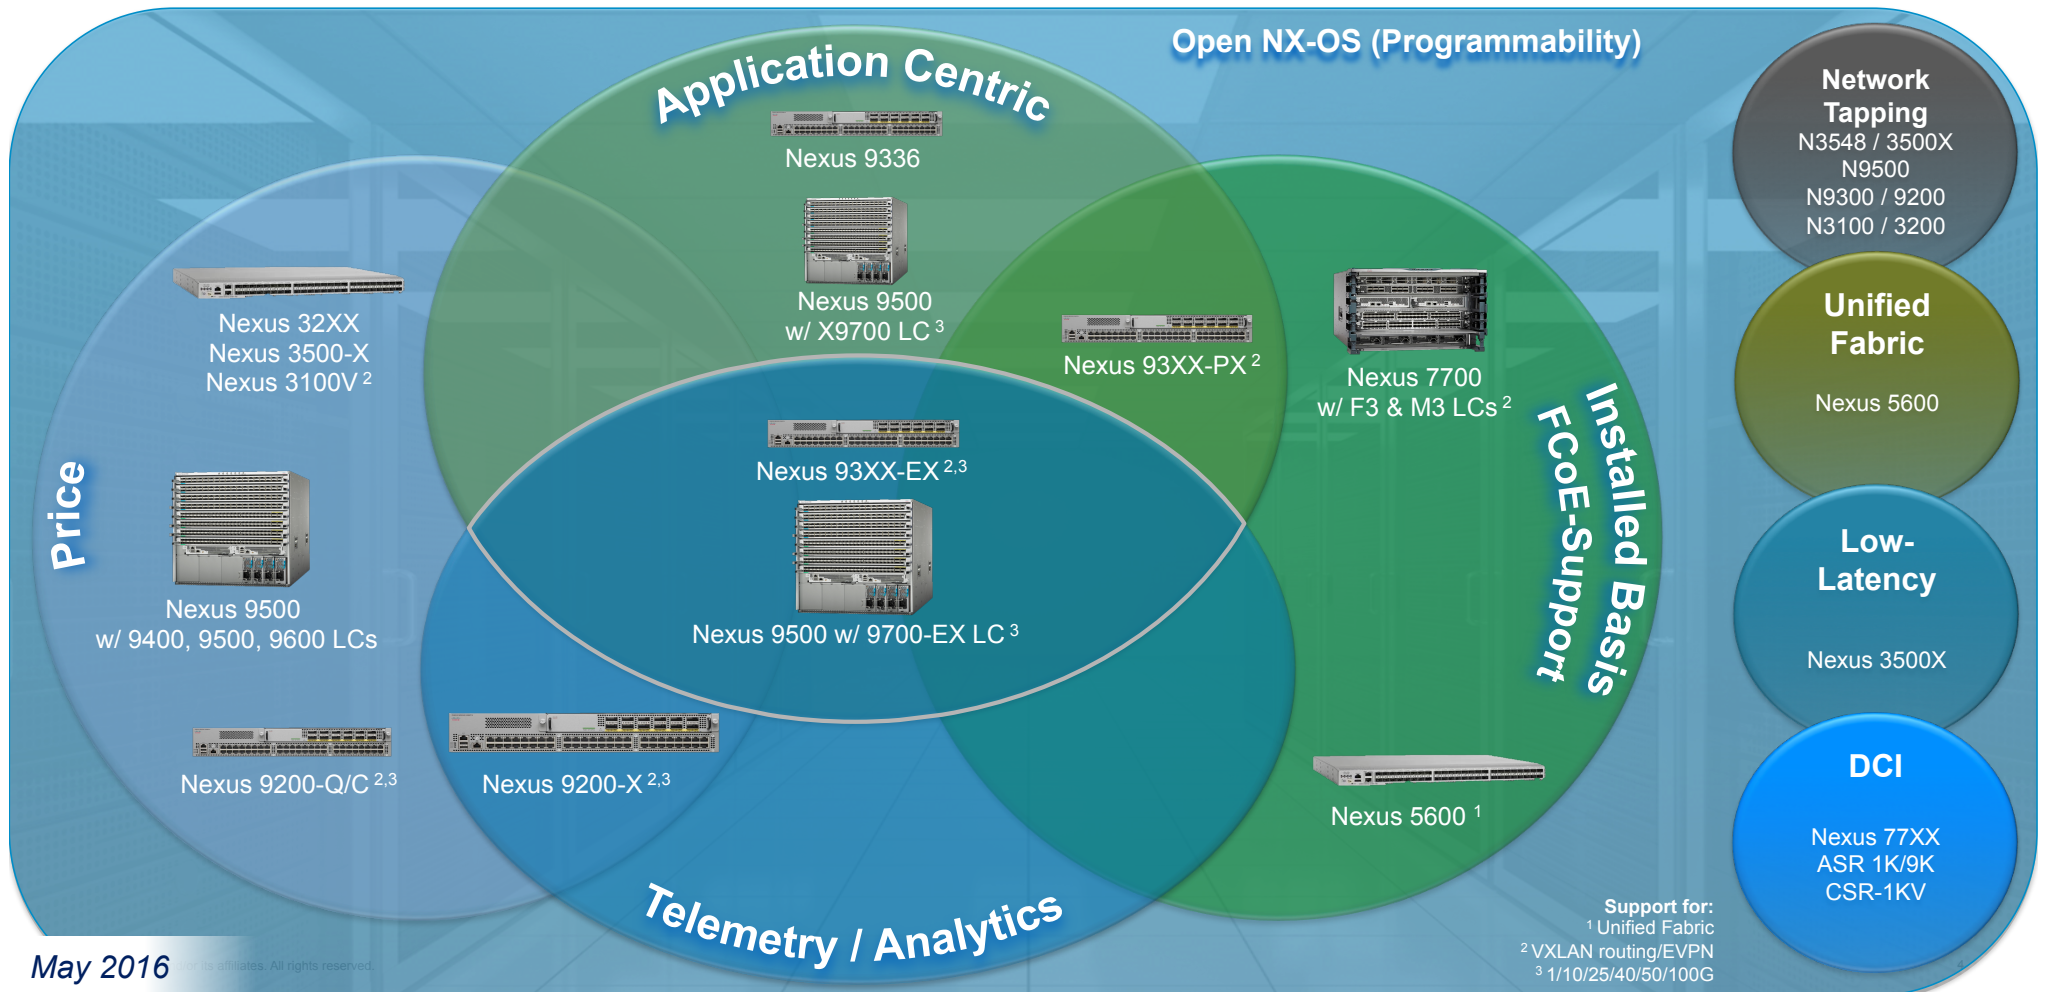 Open NX-OS (Programmability)
Application Centric
Nexus 9336
Nexus 9500
w/ X9700 LC 3
Nexus 32XX
Nexus 3500-X
Nexus 3100V 2
Nexus 93XX-PX 2
Nexus 7700
w/ F3 & M3 LCs 2
Installed Basis
FCoE-Support
Price
Nexus 93XX-EX 2,3
Nexus 9500 w/ 9700-EX LC 3
Nexus 9500
w/ 9400, 9500, 9600 LCs
Nexus 9200-Q/C 2,3
Nexus 9200-X 2,3
Nexus 5600 1
Telemetry / Analytics
Network
Tapping
N3548 / 3500X
N9500
N9300 / 9200
N3100 / 3200
Unified
Fabric
Nexus 5600
Low-
Latency
Nexus 3500X
DCI
Nexus 77XX
ASR 1K/9K
CSR-1KV
Support for:
1 Unified Fabric
2 VXLAN routing/EVPN
3 1/10/25/40/50/100G
May 2016
affiliates. All rights reserved.